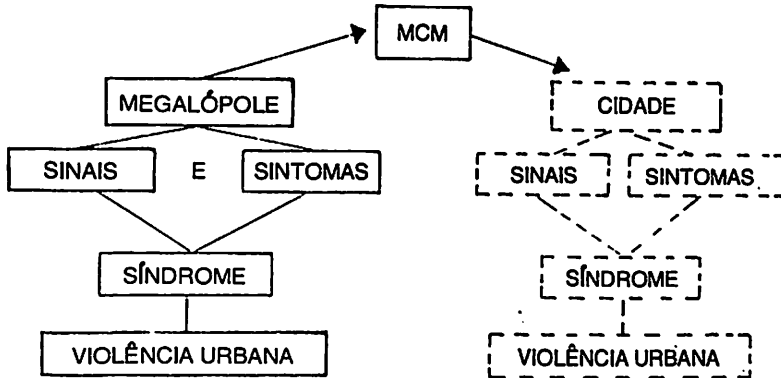 MCM
MEGALÓPOLE
SINAIS E SINTOMAS
SÍNDROME
VIOLÊNCIA URBANA
CIDADE
SINAIS SINTOMAS
SÍNDROME
VIOLÊNCIA URBANA